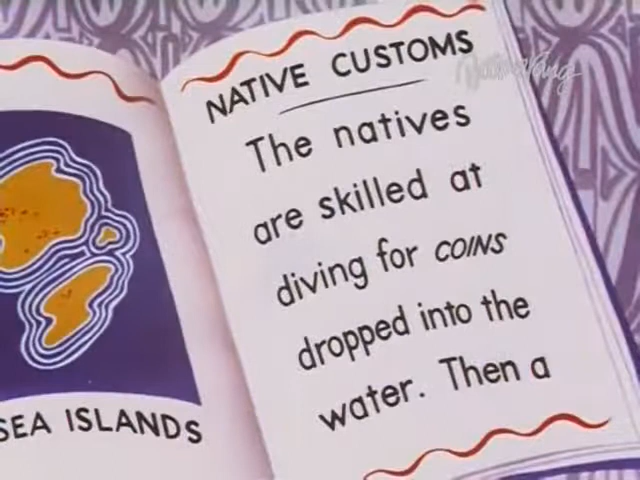 SEA ISLANDS
NATIVE CUSTOMS
The natives
are skilled at
diving for COINS
dropped into the
water. Then a